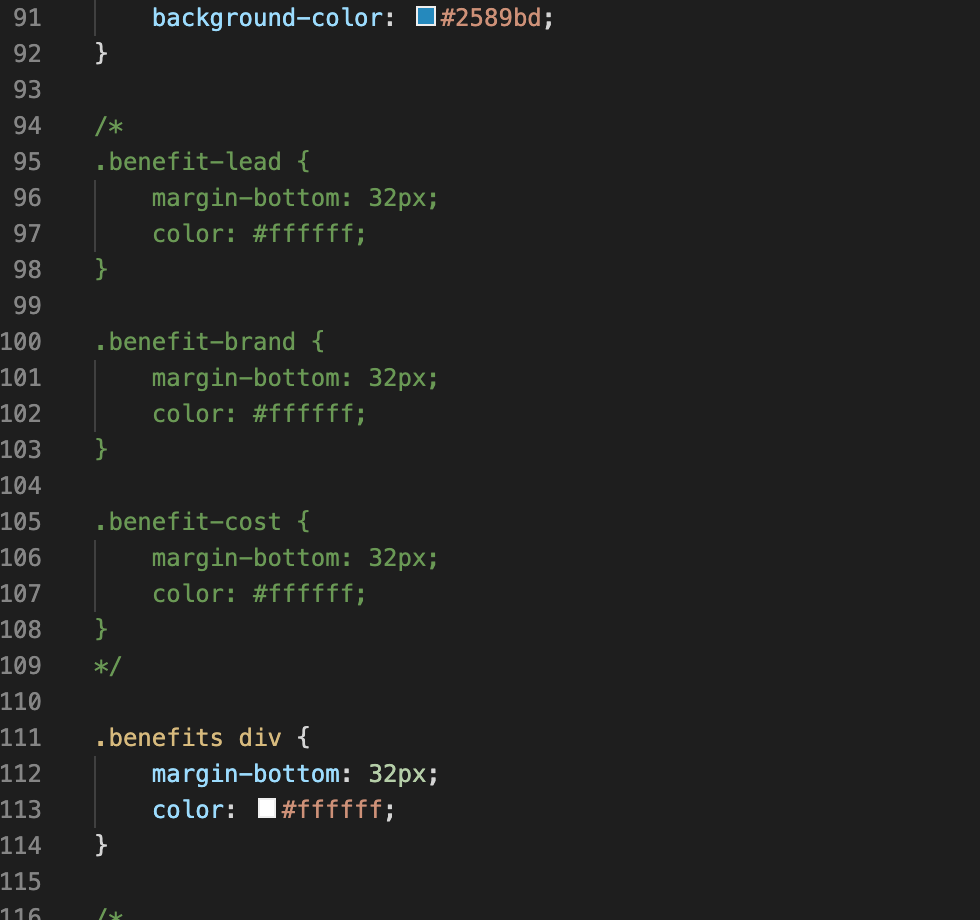 91 background-color: #2589bd;
92 }
93
94 /*
95 .benefit-lead {
96 margin-bottom: 32px;
97 color: #ffffff;
98 }
99
100 .benefit-brand {
101 margin-bottom: 32px;
102 color: #ffffff;
103 }
104
105 .benefit-cost {
106 margin-bottom: 32px;
107 color: #ffffff;
108 }
109 */
110
111 .benefits div {
112 margin-bottom: 32px;
113 color: #ffffff;
114 }
115
116 /*